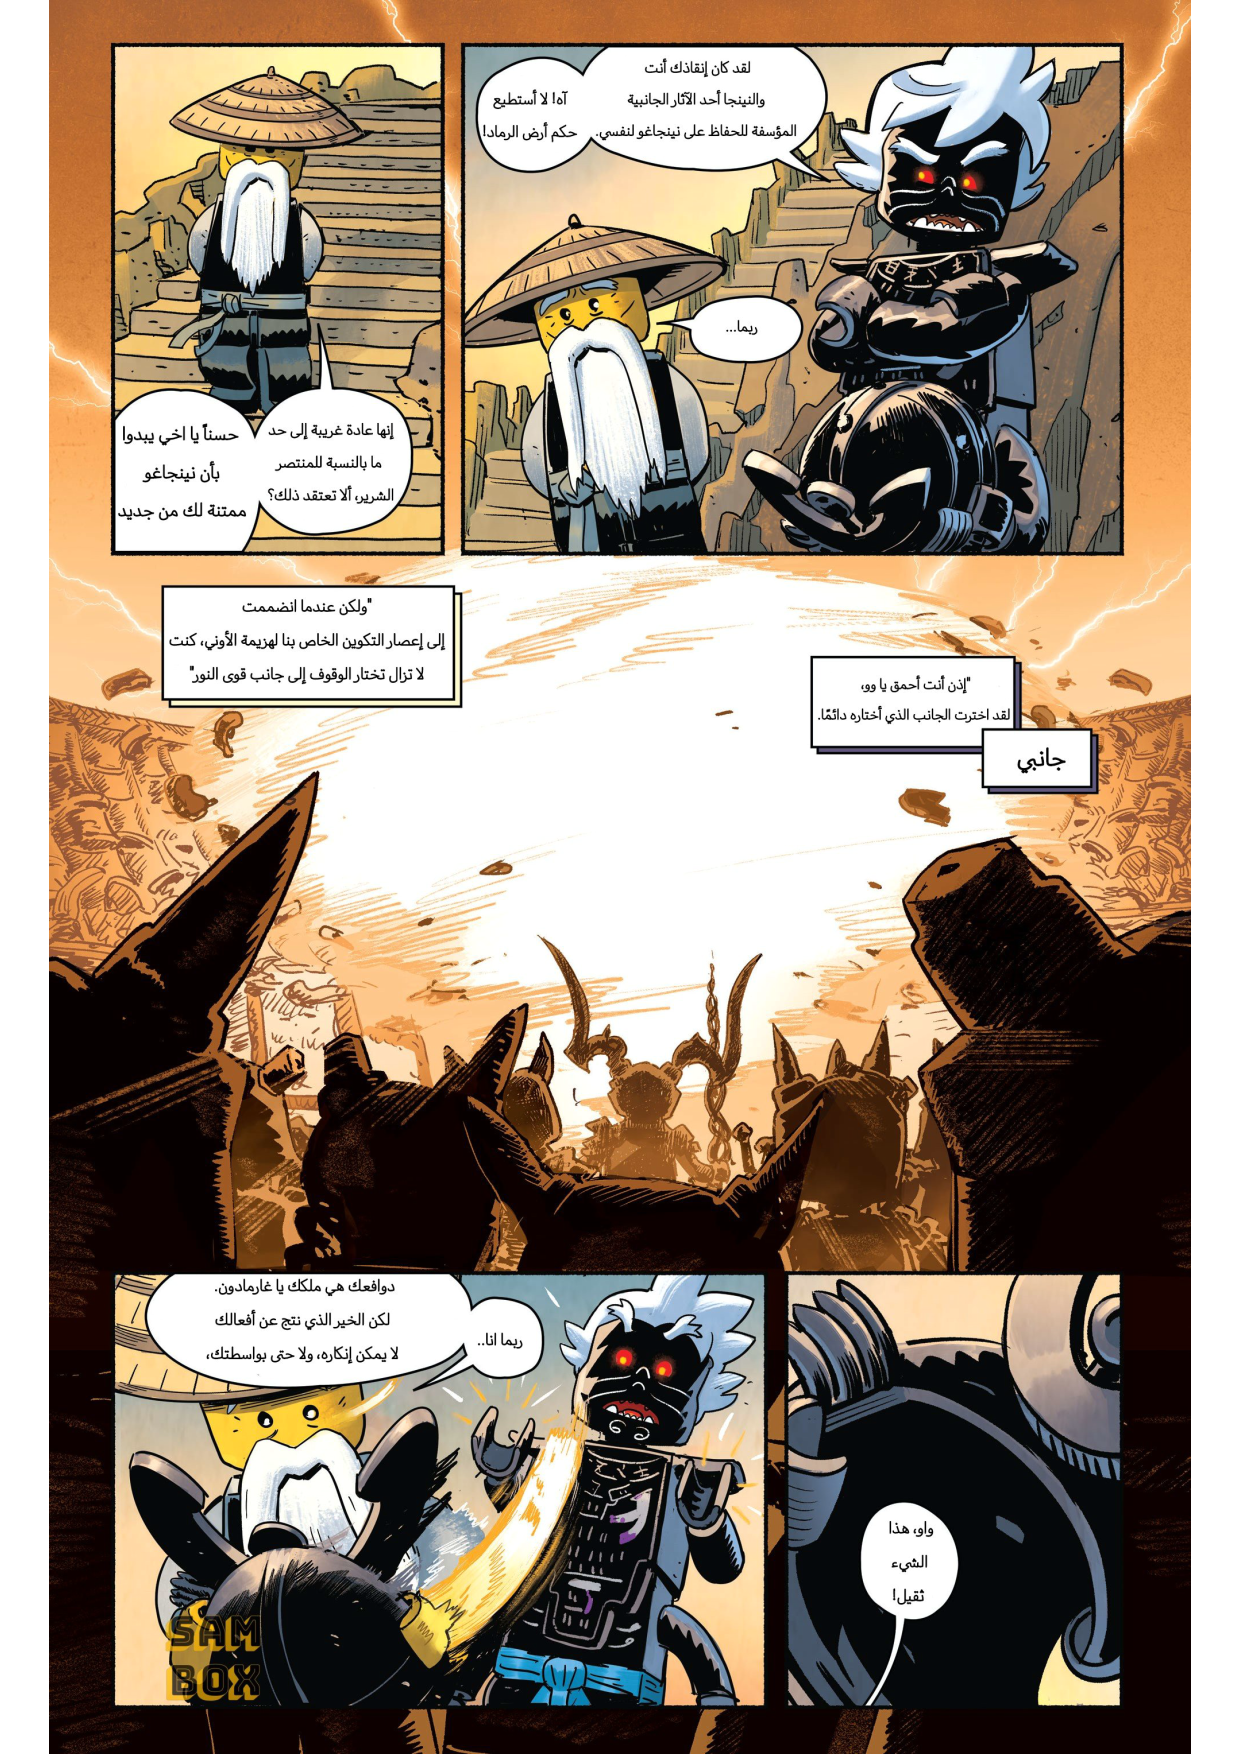 حسناً يا اخي يبدوا
بأن نينجاغو
ممتنة لك من جديد
إنها عادة غريبة إلى حد
ما بالنسبة للمنتصر
الشرير، ألا تعتقد ذلك؟
آه! لا أستطيع
حكم أرض الرماد!
لقد كان إنقاذك أنت
والنينجا أحد الآثار الجانبية
المؤسفة للحفاظ على نينجاغو لنفسي.
ربما...
"ولكن عندما انضممت
إلى إعصار التكوين الخاص بنا لهزيمة الأوني، كنت
لا تزال تختار الوقوف إلى جانب قوى النور"
"إذن أنت أحمق يا وو،
لقد اخترت الجانب الذي أختاره دائمًا.
جانبي
دوافعك هي ملكك يا غارمادون.
لكن الخير الذي نتج عن أفعالك
لا يمكن إنكاره، ولا حتى بواسطتك،
ربما انا..
واو، هذا
الشيء
ثقيل!
SAM
BOX